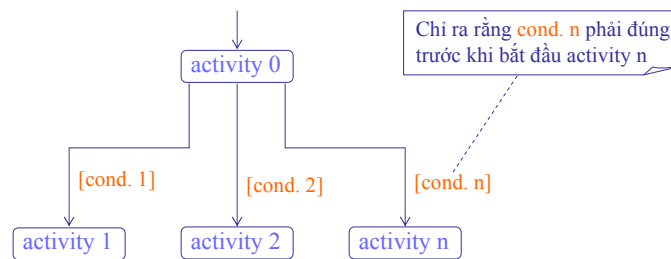 Chỉ ra rằng cond. n phải đúng
trước khi bắt đầu activity n
activity 0
[cond. 1]
[cond. 2]
[cond. n]
activity 1
activity 2
activity n